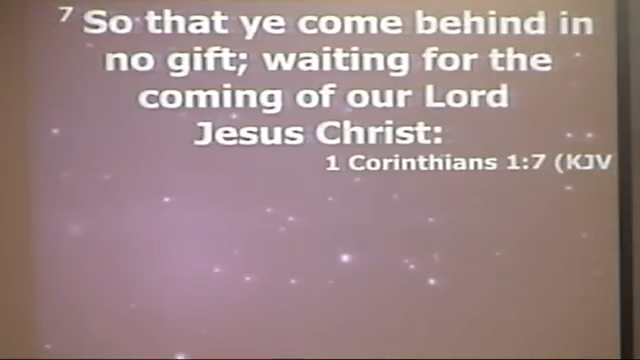 7 So that ye come behind in
no gift; waiting for the
coming of our Lord
Jesus Christ:
1 Corinthians 1:7 (KJV